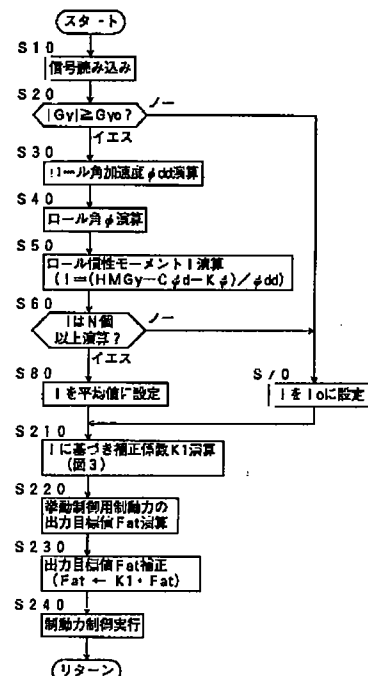 スタート
S10
信号読み込み
S20
|Gy|≧Gyo?
ノー
イエス
S30
ロール角加速度φdd演算
S40
ロール角φ演算
S50
ロール慣性モーメントI演算
(I=(HMGy-Cφd-Kφ)/φdd)
S60
IはN個
以上演算?
ノー
イエス
S80
Iを平均値に設定
S70
IをIoに設定
S210
Iに基づき補正係数K1演算
(図3)
S220
挙動制御用制動力の
出力目標値Fat演算
S230
出力目標値Fat補正
(Fat ← K1・Fat)
S240
制動力制御実行
リターン